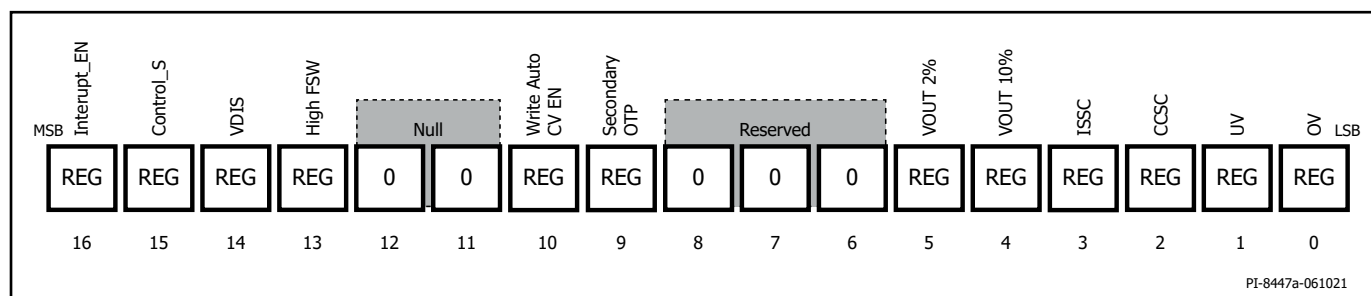 Interupt_EN
Control_S
VDIS
High FSW
Null
Write Auto
CV EN
Secondary
OTP
Reserved
VOUT 2%
VOUT 10%
ISSC
CCSC
UV
OV
MSB
LSB
REG REG REG REG 0 0 REG REG 0 0 0 REG REG REG REG REG REG
16 15 14 13 12 11 10 9 8 7 6 5 4 3 2 1 0
PI-8447a-061021